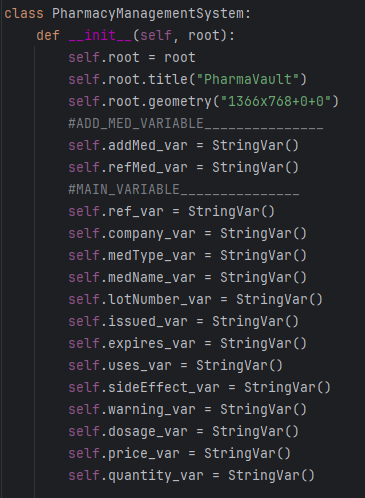 class PharmacyManagementSystem:
    def __init__(self, root):
        self.root = root
        self.root.title("PharmaVault")
        self.root.geometry("1366x768+0+0")
        #ADD_MED_VARIABLE_______________
        self.addMed_var = StringVar()
        self.refMed_var = StringVar()
        #MAIN_VARIABLE_______________
        self.ref_var = StringVar()
        self.company_var = StringVar()
        self.medType_var = StringVar()
        self.medName_var = StringVar()
        self.lotNumber_var = StringVar()
        self.issued_var = StringVar()
        self.expires_var = StringVar()
        self.uses_var = StringVar()
        self.sideEffect_var = StringVar()
        self.warning_var = StringVar()
        self.dosage_var = StringVar()
        self.price_var = StringVar()
        self.quantity_var = StringVar()